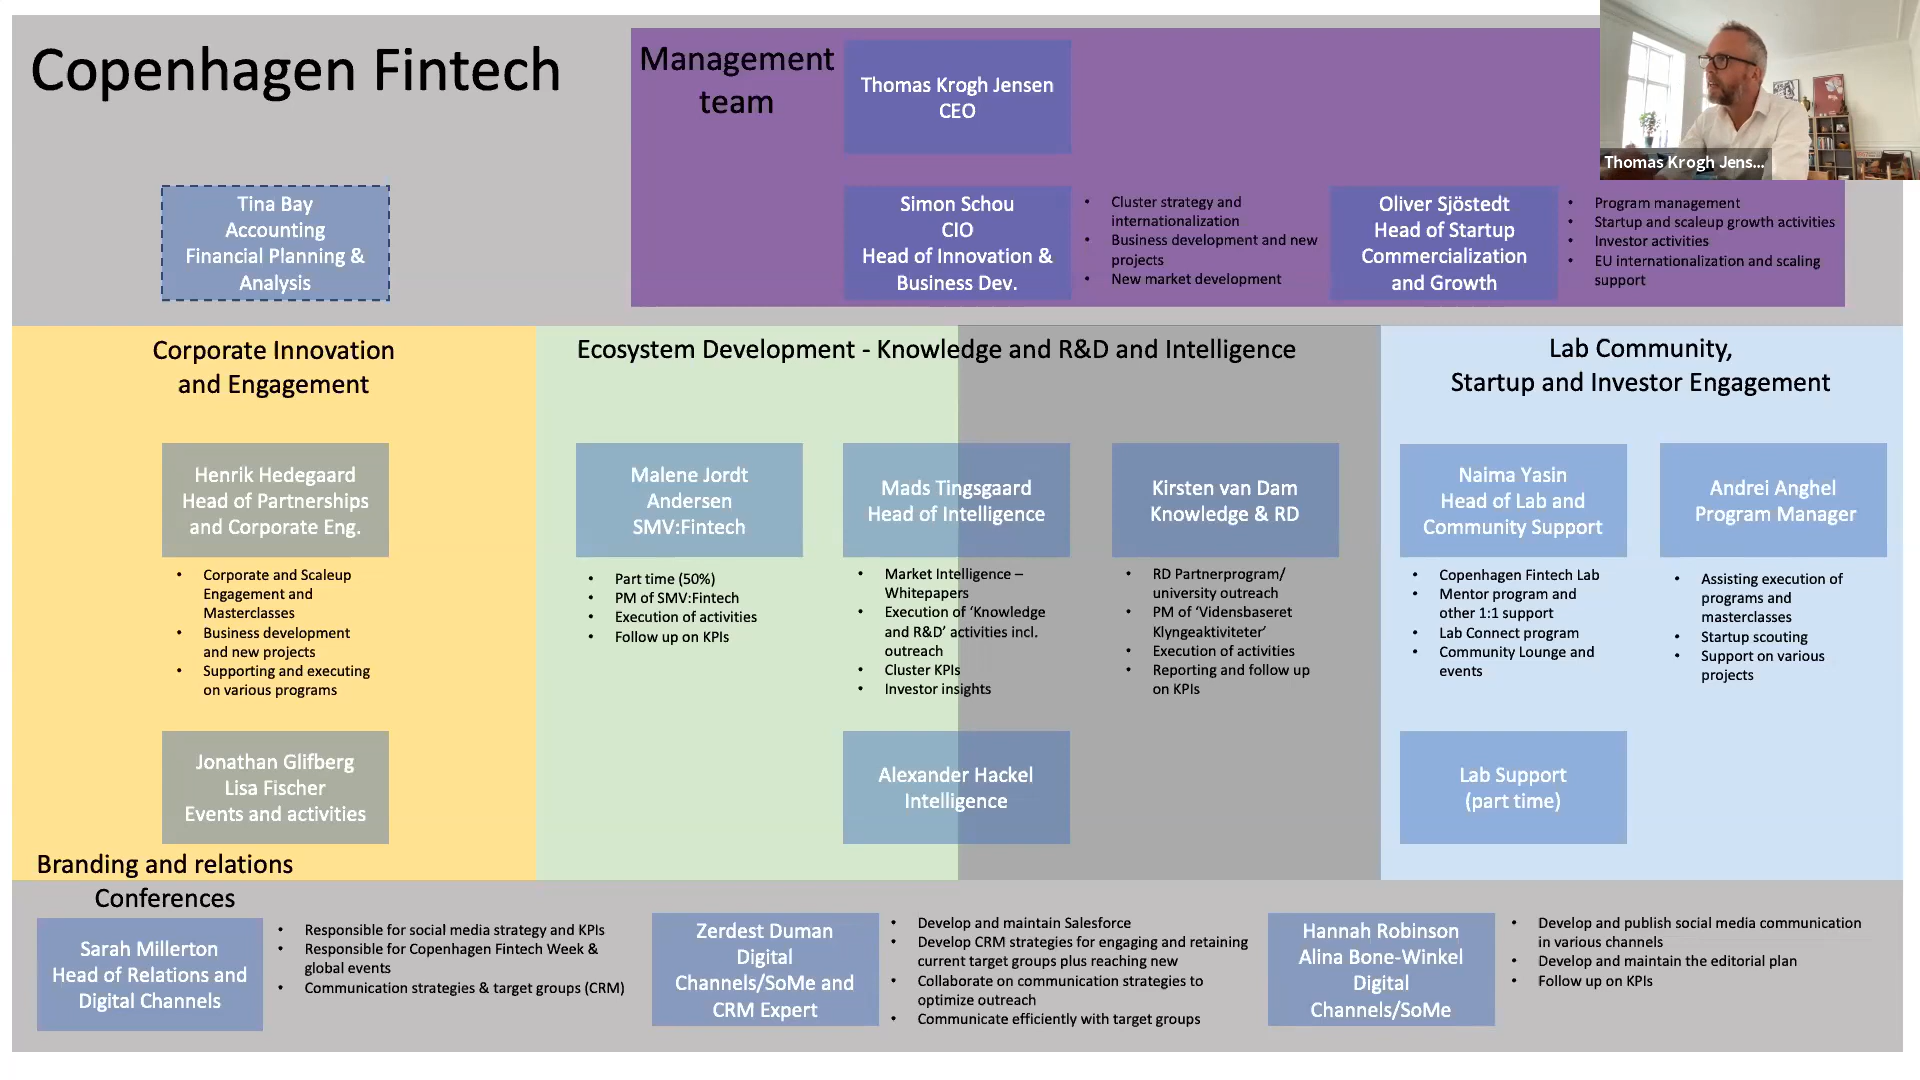 Copenhagen Fintech
Management
team
Thomas Krogh Jensen
CEO
Thomas Krogh Jens...
Tina Bay
Accounting
Financial Planning &
Analysis
Simon Schou
CIO
Head of Innovation &
Business Dev.
• Cluster strategy and
internationalization
• Business development and new
projects
• New market development
Oliver Sjöstedt
Head of Startup
Commercialization
and Growth
• Program management
• Startup and scaleup growth activities
• Investor activities
• EU internationalization and scaling
support
Corporate Innovation
and Engagement
Henrik Hedegaard
Head of Partnerships
and Corporate Eng.
• Corporate and Scaleup
Engagement and
Masterclasses
• Business development
and new projects
• Supporting and executing
on various programs
Jonathan Glifberg
Lisa Fischer
Events and activities
Ecosystem Development - Knowledge and R&D and Intelligence
Malene Jordt
Andersen
SMV:Fintech
• Part time (50%)
• PM of SMV:Fintech
• Execution of activities
• Follow up on KPIs
Mads Tingsgaard
Head of Intelligence
• Market Intelligence –
Whitepapers
• Execution of ‘Knowledge
and R&D’ activities incl.
outreach
• Cluster KPIs
• Investor insights
Kirsten van Dam
Knowledge & RD
• RD Partnerprogram/
university outreach
• PM of ‘Vidensbaseret
Klyngeaktiviteter’
• Execution of activities
• Reporting and follow up
on KPIs
Alexander Hackel
Intelligence
Lab Community,
Startup and Investor Engagement
Naima Yasin
Head of Lab and
Community Support
• Copenhagen Fintech Lab
• Mentor program and
other 1:1 support
• Lab Connect program
• Community Lounge and
events
Andrei Anghel
Program Manager
• Assisting execution of
programs and
masterclasses
• Startup scouting
• Support on various
projects
Lab Support
(part time)
Branding and relations
Conferences
Sarah Millerton
Head of Relations and
Digital Channels
• Responsible for social media strategy and KPIs
• Responsible for Copenhagen Fintech Week &
global events
• Communication strategies & target groups (CRM)
Zerdest Duman
Digital
Channels/SoMe and
CRM Expert
• Develop and maintain Salesforce
• Develop CRM strategies for engaging and retaining
current target groups plus reaching new
• Collaborate on communication strategies to
optimize outreach
• Communicate efficiently with target groups
Hannah Robinson
Alina Bone-Winkel
Digital
Channels/SoMe
• Develop and publish social media communication
in various channels
• Develop and maintain the editorial plan
• Follow up on KPIs